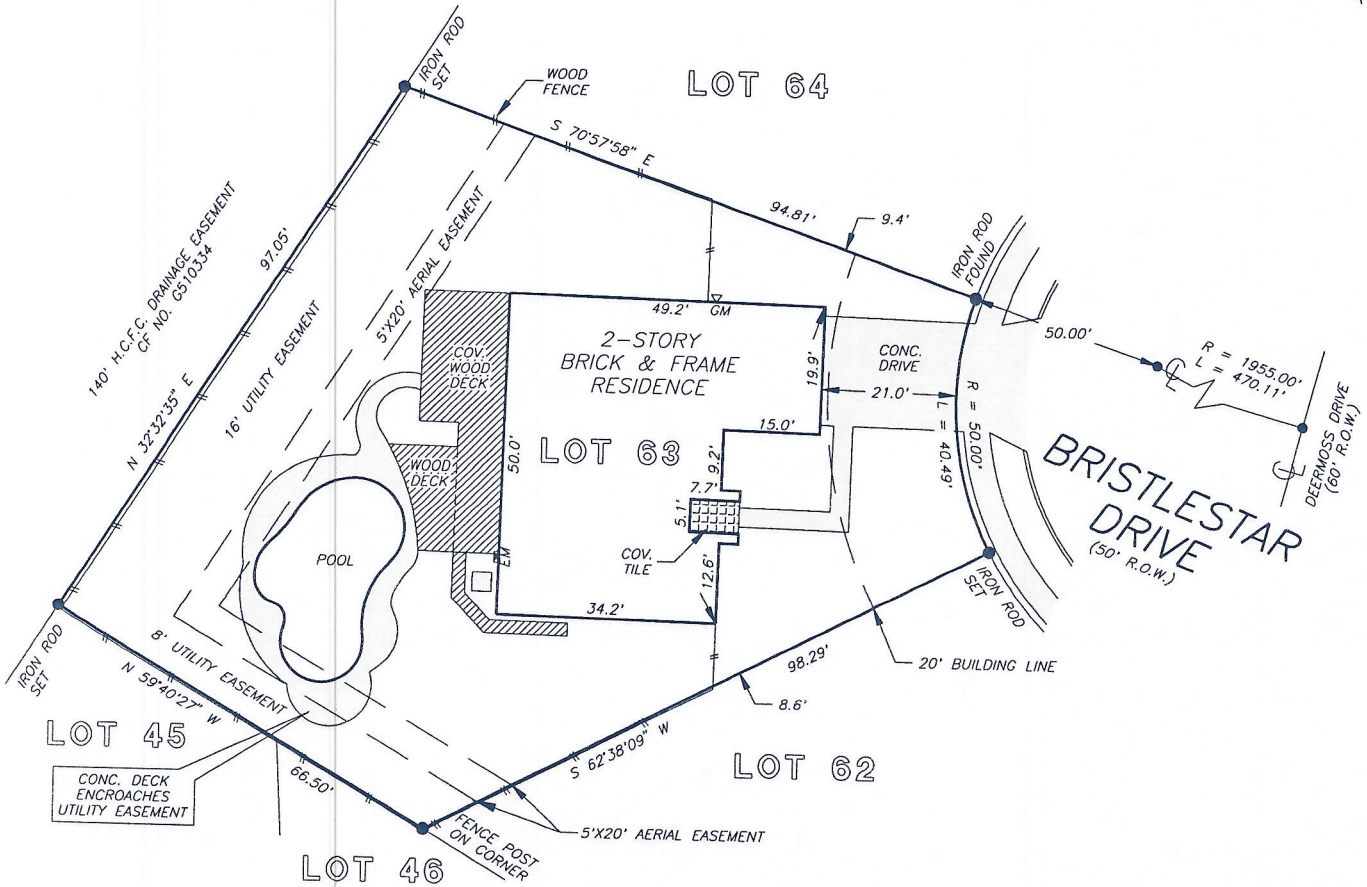 LOT 64
IRON ROD
SET
WOOD
FENCE
S 70°57'58" E
94.81'
9.4'
IRON ROD
FOUND
50.00'
R = 1955.00'
L = 470.11'
DEERMOSS DRIVE
(60' R.O.W.)
140' H.C.F.C. DRAINAGE EASEMENT
CF NO. G510334
97.05'
N 32°32'35" E
16' UTILITY EASEMENT
5'X20' AERIAL EASEMENT
49.2'
GM
2-STORY
BRICK & FRAME
RESIDENCE
19.9'
CONC.
DRIVE
21.0'
R = 50.00'
L = 40.49'
COV.
WOOD
DECK
LOT 63
50.0'
15.0'
9.2'
7.7'
5.1'
WOOD
DECK
BRISTLESTAR
DRIVE
(50' R.O.W.)
POOL
EM
COV.
TILE
12.6'
34.2'
IRON ROD
SET
IRON ROD
SET
8' UTILITY EASEMENT
N 59°40'27" W
66.50'
98.29'
20' BUILDING LINE
8.6'
S 62°38'09" W
LOT 45
LOT 62
CONC. DECK
ENCROACHES
UTILITY EASEMENT
5'X20' AERIAL EASEMENT
FENCE POST
ON CORNER
LOT 46